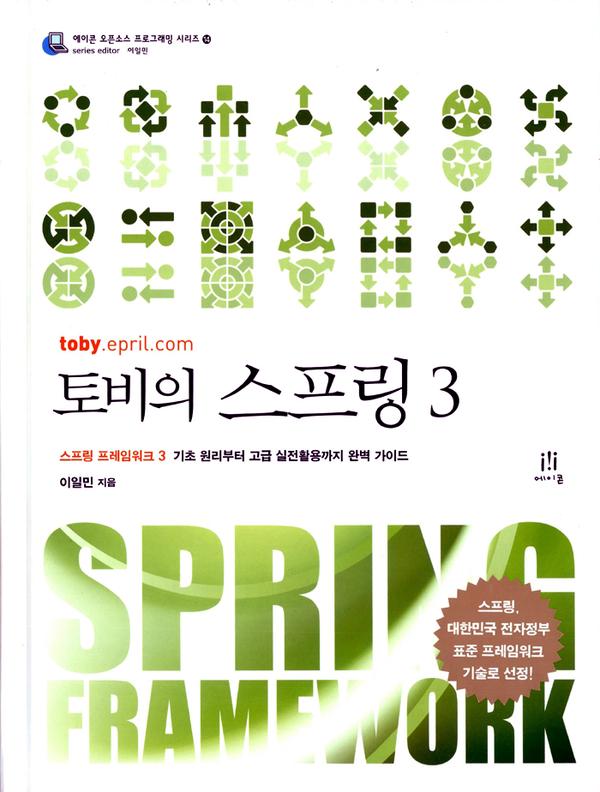 에이콘 오픈소스 프로그래밍 시리즈 14
series editor 이일민
toby.epril.com
토비의 스프링 3
스프링 프레임워크 3 기초 원리부터 고급 실전활용까지 완벽 가이드
이일민 지음
에이콘
SPRING
FRAMEWORK
스프링,
대한민국 전자정부
표준 프레임워크
기술로 선정!